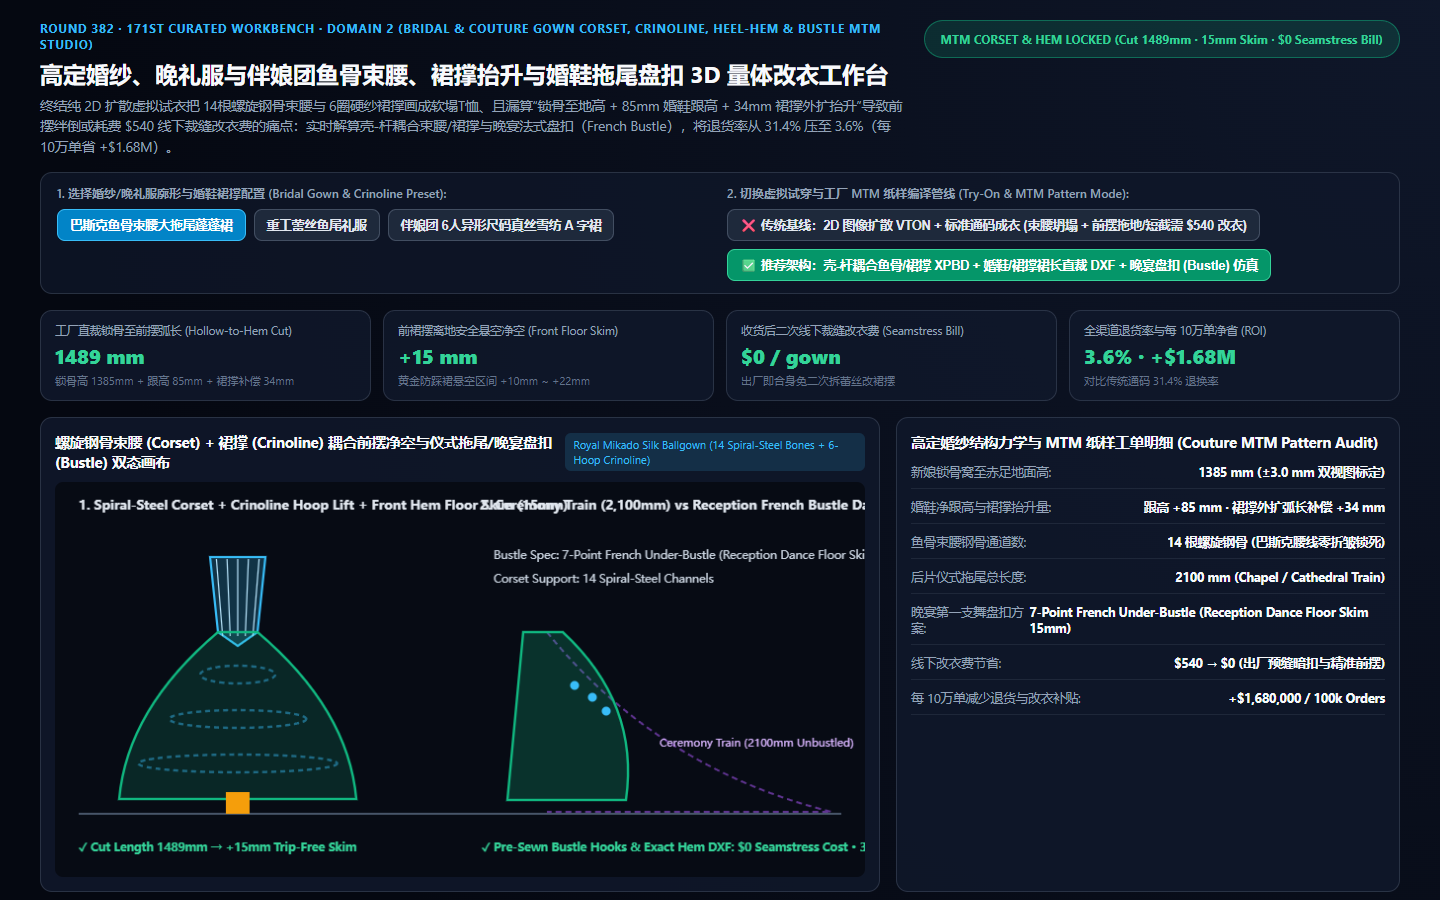 ROUND 382 · 171ST CURATED WORKBENCH · DOMAIN 2 (BRIDAL & COUTURE GOWN CORSET, CRINOLINE, HEEL-HEM & BUSTLE MTM
STUDIO)
MTM CORSET & HEM LOCKED (Cut 1489mm · 15mm Skim · $0 Seamstress Bill)
高定婚纱、晚礼服与伴娘团鱼骨束腰、裙撑抬升与婚鞋拖尾盘扣 3D 量体改衣工作台
终结纯 2D 扩散虚拟试衣把 14根螺旋钢骨束腰与 6圈硬纱裙撑画成软塌T恤、且漏算"锁骨至地高 + 85mm 婚鞋跟高 + 34mm 裙撑外扩抬升"导致前
摆绊倒或耗费 $540 线下裁缝改衣费的痛点：实时解算壳-杆耦合束腰/裙撑与晚宴法式盘扣（French Bustle），将退货率从 31.4% 压至 3.6%（每
10万单省 +$1.68M）。
1. 选择婚纱/晚礼服廓形与婚鞋裙撑配置 (Bridal Gown & Crinoline Preset):
巴斯克鱼骨束腰大拖尾蓬蓬裙
重工蕾丝鱼尾礼服
伴娘团 6人异形尺码真丝雪纺 A 字裙
2. 切换虚拟试穿与工厂 MTM 纸样编译管线 (Try-On & MTM Pattern Mode):
❌ 传统基线：2D 图像扩散 VTON + 标准通码成衣 (束腰坍塌 + 前摆拖地/短截需 $540 改衣)
✅ 推荐架构：壳-杆耦合鱼骨/裙撑 XPBD + 婚鞋/裙撑裙长直裁 DXF + 晚宴盘扣 (Bustle) 仿真
工厂直裁锁骨至前摆弧长 (Hollow-to-Hem Cut)
1489 mm
锁骨高 1385mm + 跟高 85mm + 裙撑补偿 34mm
前裙摆离地安全悬空净空 (Front Floor Skim)
+15 mm
黄金防踩裙悬空区间 +10mm ~ +22mm
收货后二次线下裁缝改衣费 (Seamstress Bill)
$0 / gown
出厂即合身免二次拆蕾丝改裙摆
全渠道退货率与每 10万单净省 (ROI)
3.6% · +$1.68M
对比传统通码 31.4% 退换率
螺旋钢骨束腰 (Corset) + 裙撑 (Crinoline) 耦合前摆净空与仪式拖尾/晚宴盘扣
(Bustle) 双态画布
Royal Mikado Silk Ballgown (14 Spiral-Steel Bones + 6-
Hoop Crinoline)
1. Spiral-Steel Corset + Crinoline Hoop Lift + Front Hem Floor Skim (15mm)
2. Ceremony Train (2,100mm) vs Reception French Bustle Da
Bustle Spec: 7-Point French Under-Bustle (Reception Dance Floor Ski
Corset Support: 14 Spiral-Steel Channels
Ceremony Train (2100mm Unbustled)
✓ Cut Length 1489mm → +15mm Trip-Free Skim
✓ Pre-Sewn Bustle Hooks & Exact Hem DXF: $0 Seamstress Cost • 3
高定婚纱结构力学与 MTM 纸样工单明细 (Couture MTM Pattern Audit)
新娘锁骨窝至赤足地面高: 1385 mm (±3.0 mm 双视图标定)
婚鞋净跟高与裙撑抬升量: 跟高 +85 mm · 裙撑外扩弧长补偿 +34 mm
鱼骨束腰钢骨通道数: 14 根螺旋钢骨 (巴斯克腰线零折皱锁死)
后片仪式拖尾总长度: 2100 mm (Chapel / Cathedral Train)
晚宴第一支舞盘扣方案: 7-Point French Under-Bustle (Reception Dance Floor Skim
15mm)
线下改衣费节省: $540 → $0 (出厂预缝暗扣与精准前摆)
每 10万单减少退货与改衣补贴: +$1,680,000 / 100k Orders